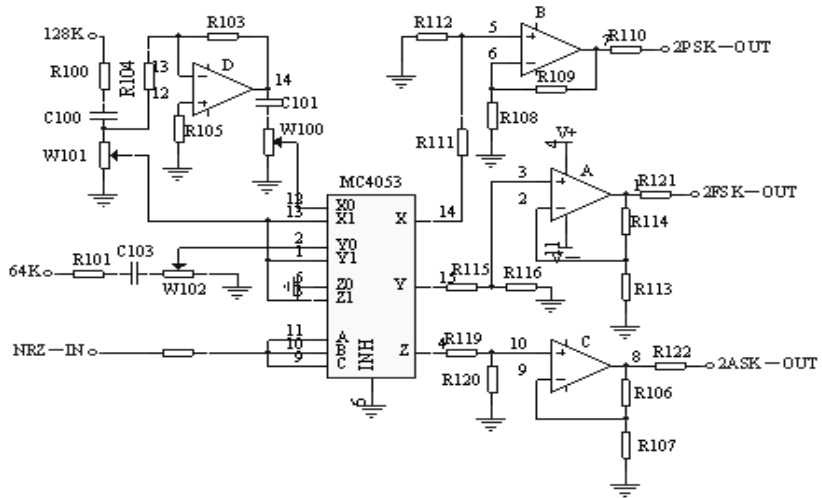 128K
R103
R100
R104
13
12
D
14
C100
C101
R105
W100
W101
R112
B
5
6
7
R110
2PSK-OUT
R109
R108
R111
MC4053
12
X0
13
X1
X
14
2
Y0
1
Y1
Y
15
Z0
3
Z1
11
A
10
B
9
C
Z
4
INH
6
64K
R101
C103
W102
NRZ-IN
4
V+
A
3
2
1
R121
2FSK-OUT
R114
11
V-
R115
R116
R113
R119
10
C
9
8
R122
2ASK-OUT
R120
R106
R107